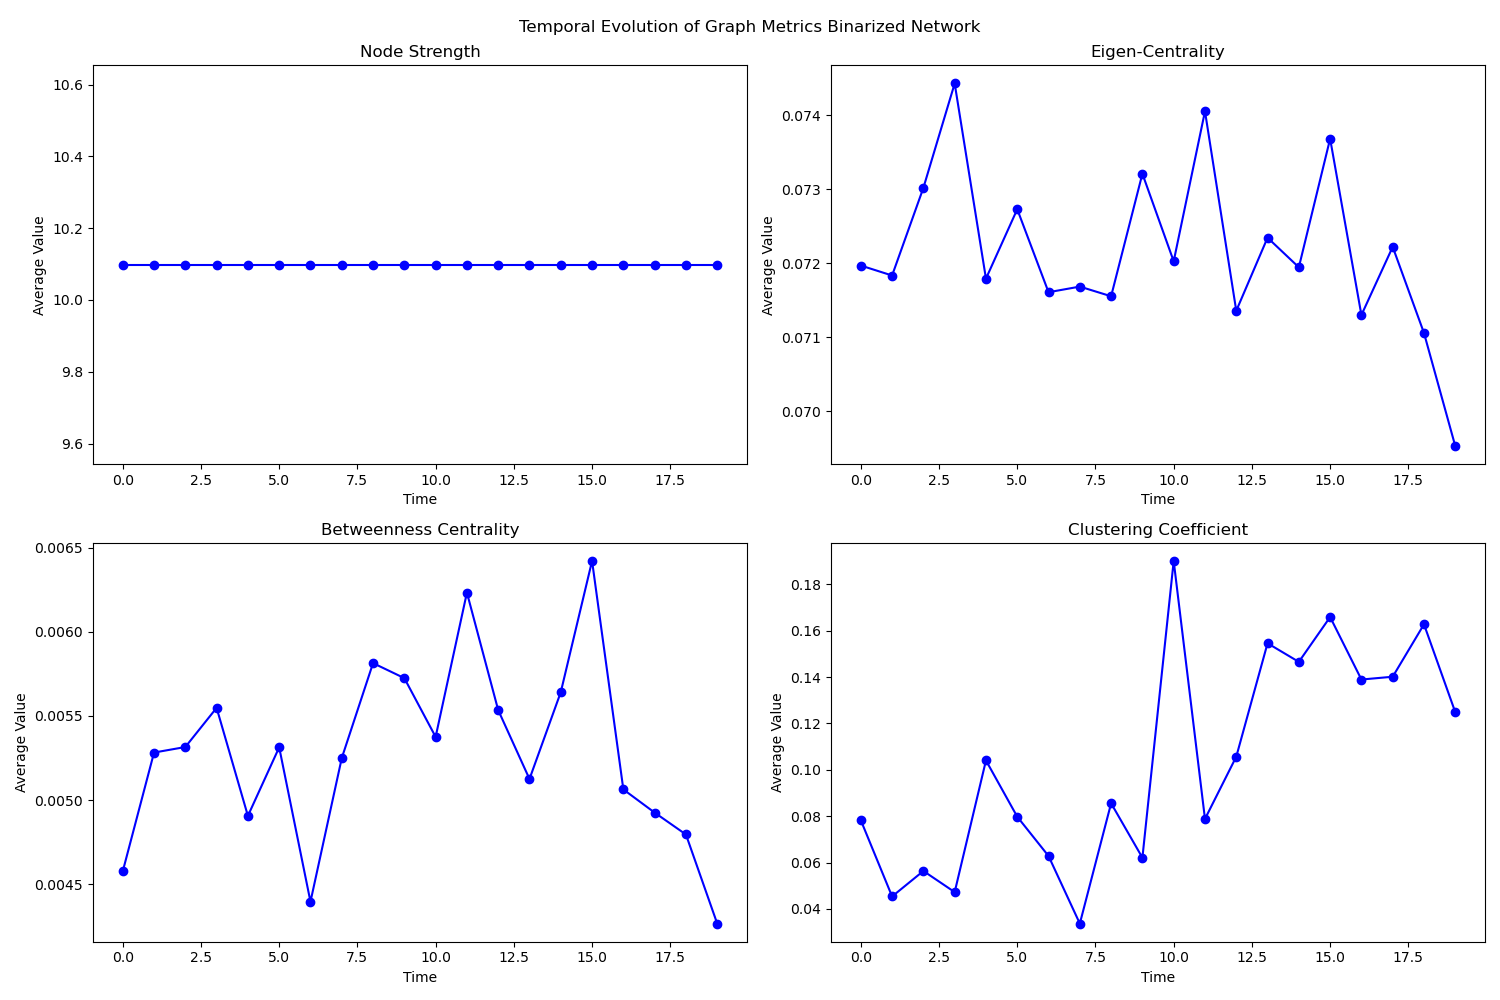 Temporal Evolution of Graph Metrics Binarized Network
Node Strength
10.6
10.4
10.2
10.0
9.8
9.6
Average Value
0.0 2.5 5.0 7.5 10.0 12.5 15.0 17.5
Time
Eigen-Centrality
0.074
0.073
0.072
0.071
0.070
Average Value
0.0 2.5 5.0 7.5 10.0 12.5 15.0 17.5
Time
Betweenness Centrality
0.0065
0.0060
0.0055
0.0050
0.0045
Average Value
0.0 2.5 5.0 7.5 10.0 12.5 15.0 17.5
Time
Clustering Coefficient
0.18
0.16
0.14
0.12
0.10
0.08
0.06
0.04
Average Value
0.0 2.5 5.0 7.5 10.0 12.5 15.0 17.5
Time